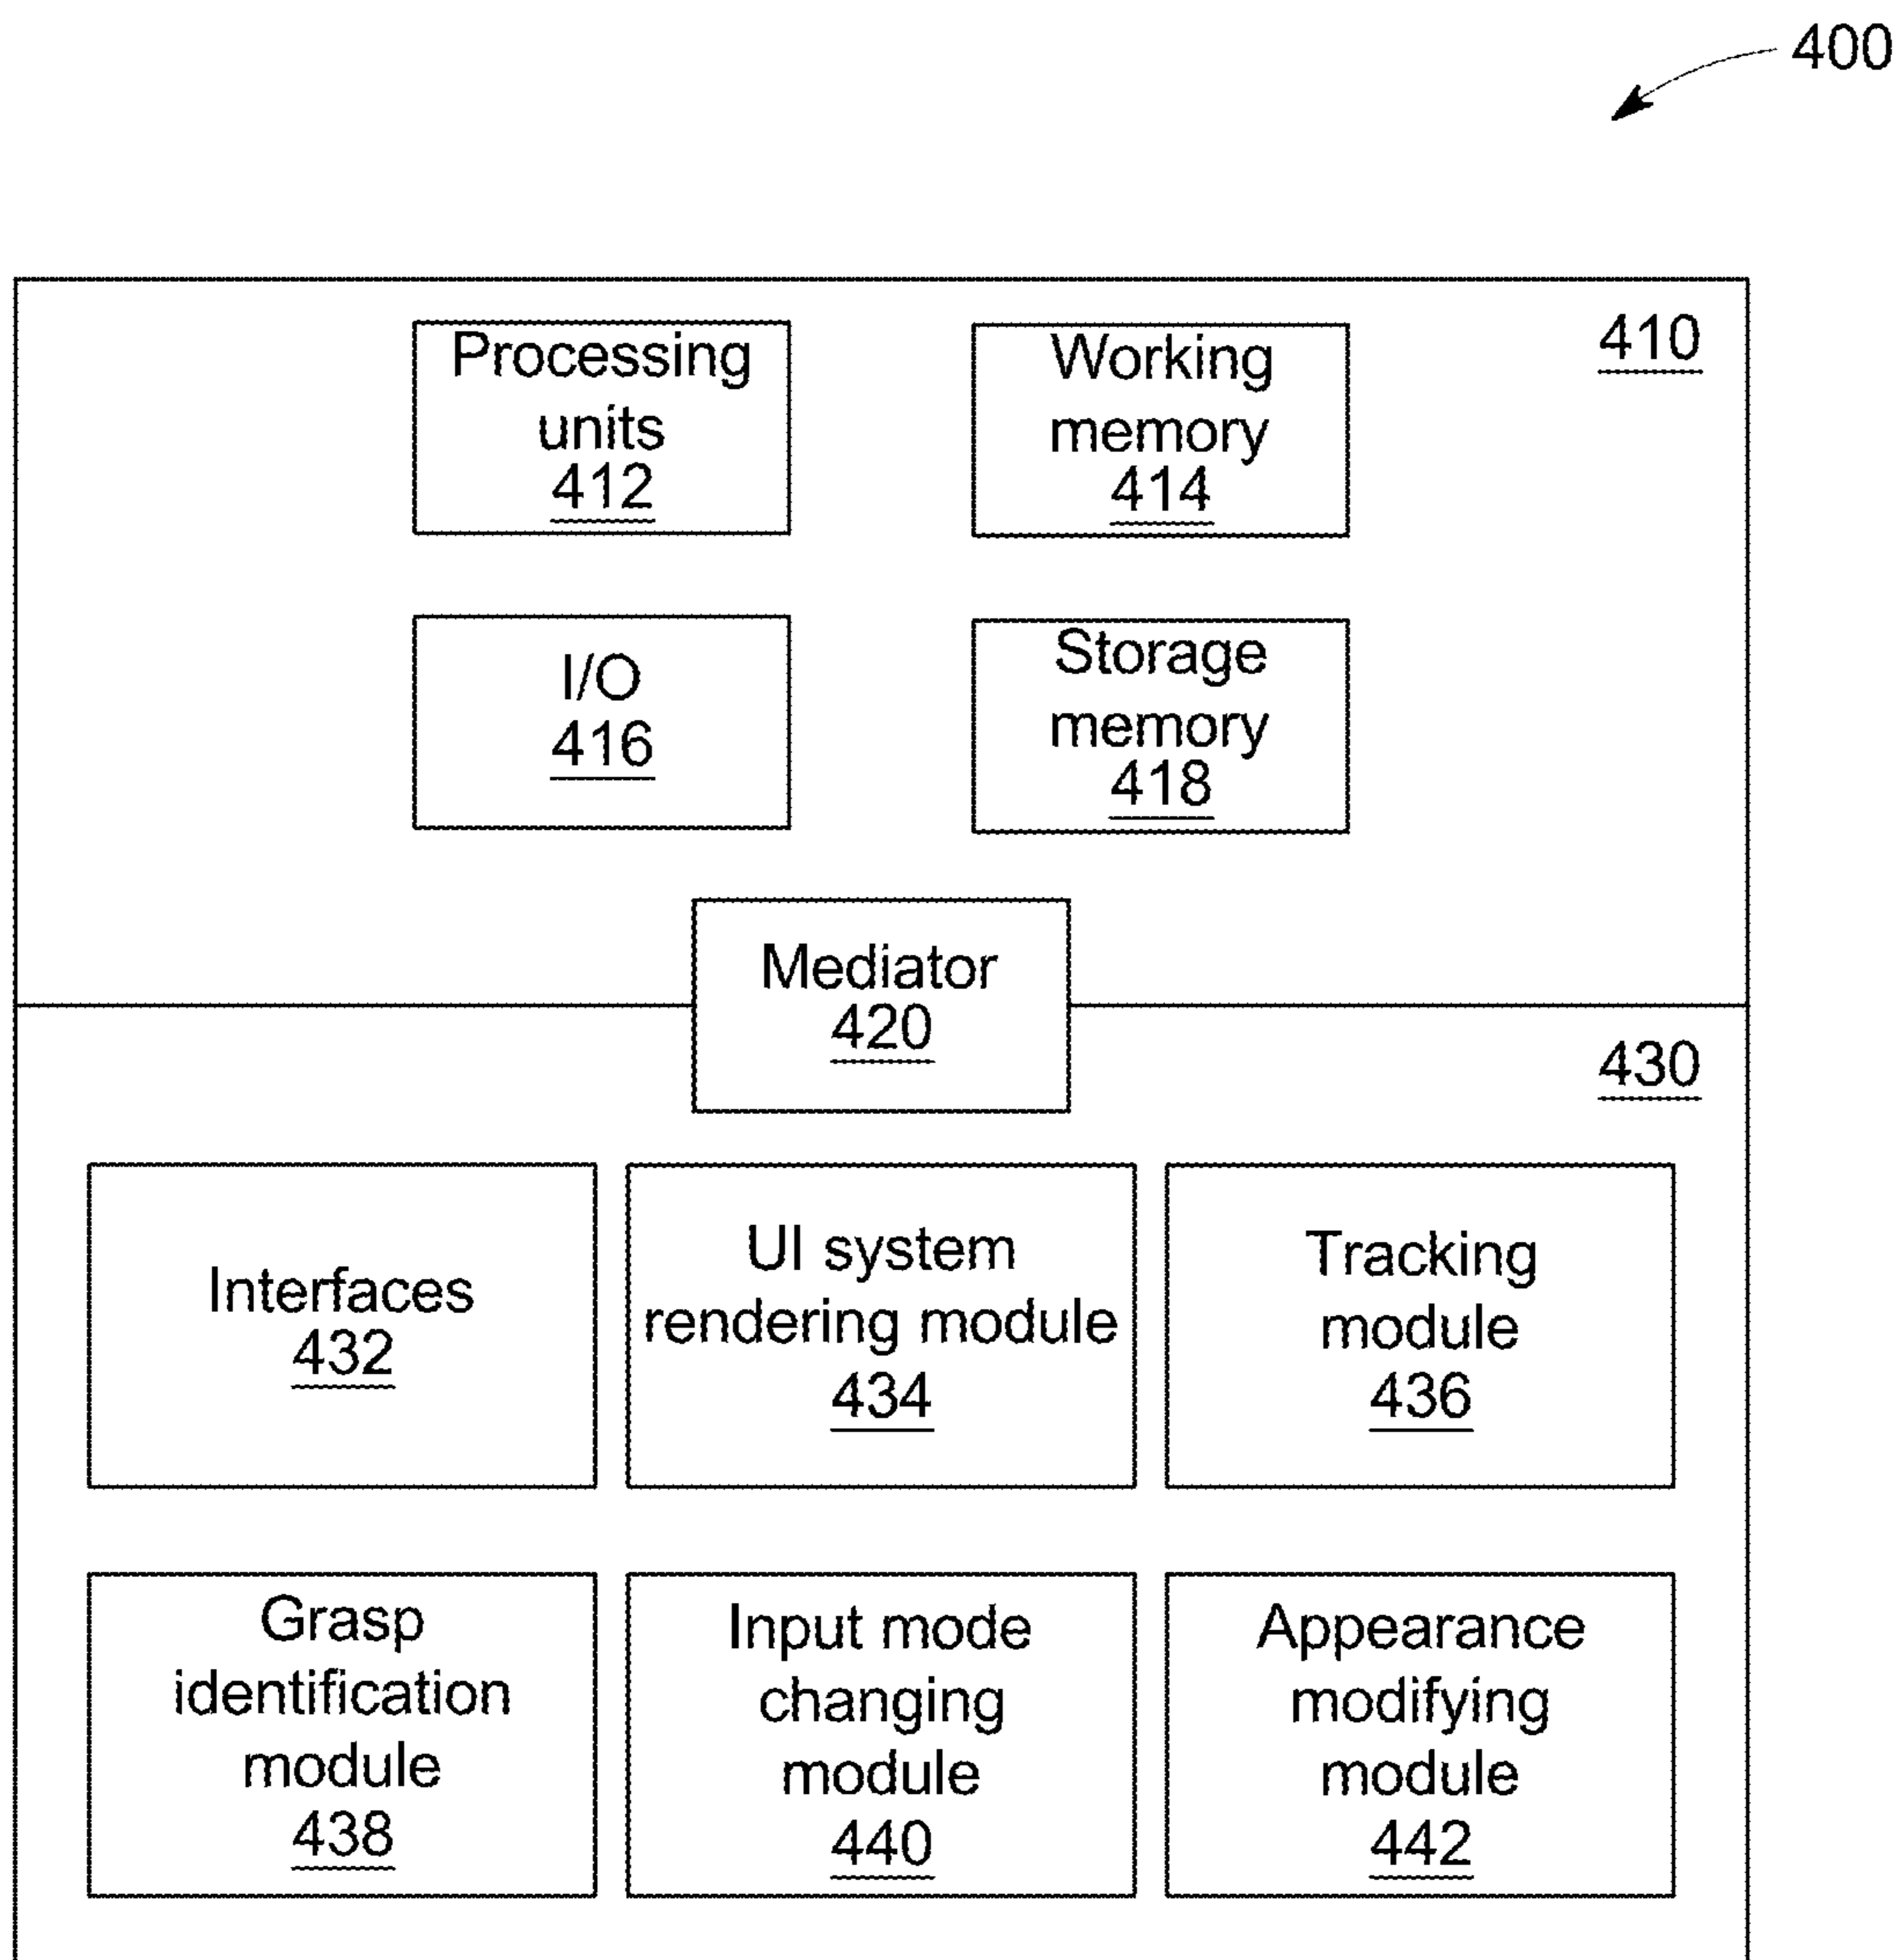 400
410
Processing
units
412
Working
memory
414
I/O
416
Storage
memory
418
Mediator
420
430
Interfaces
432
UI system
rendering module
434
Tracking
module
436
Grasp
identification
module
438
Input mode
changing
module
440
Appearance
modifying
module
442